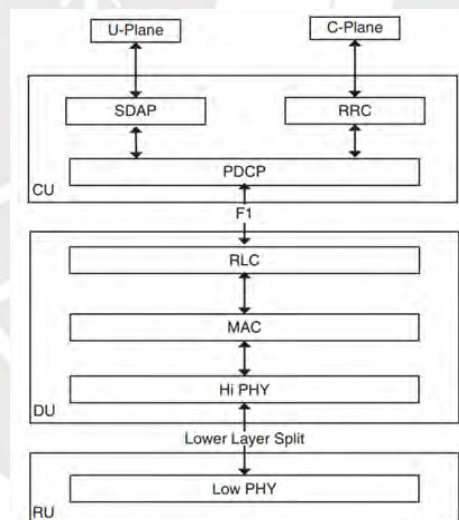 U-Plane
C-Plane
SDAP
RRC
PDCP
CU
F1
RLC
MAC
Hi PHY
DU
Lower Layer Split
Low PHY
RU